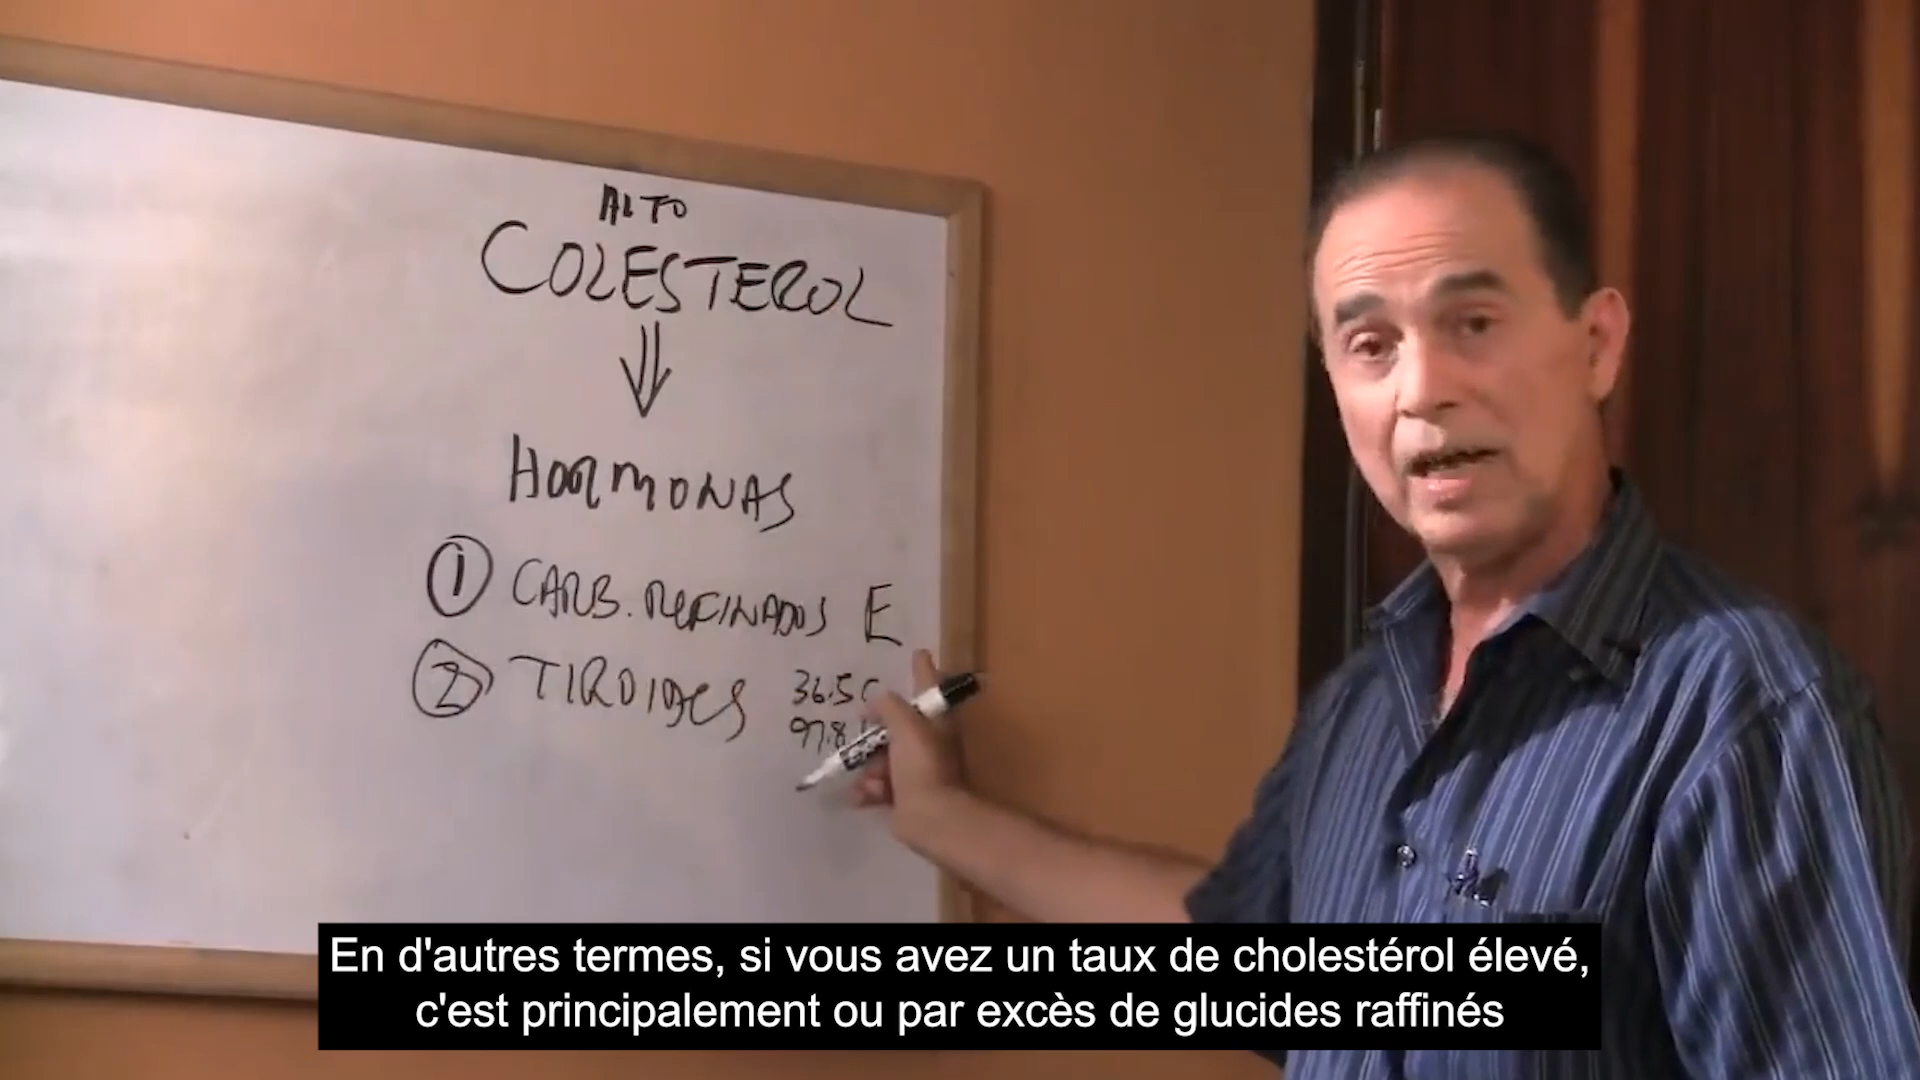 ALTO
COLESTEROL
HORMONAS
1 CARB. REFINADOS E
2 TIROIDES 36.5 C
97.8
En d'autres termes, si vous avez un taux de cholestérol élevé,
c'est principalement ou par excès de glucides raffinés